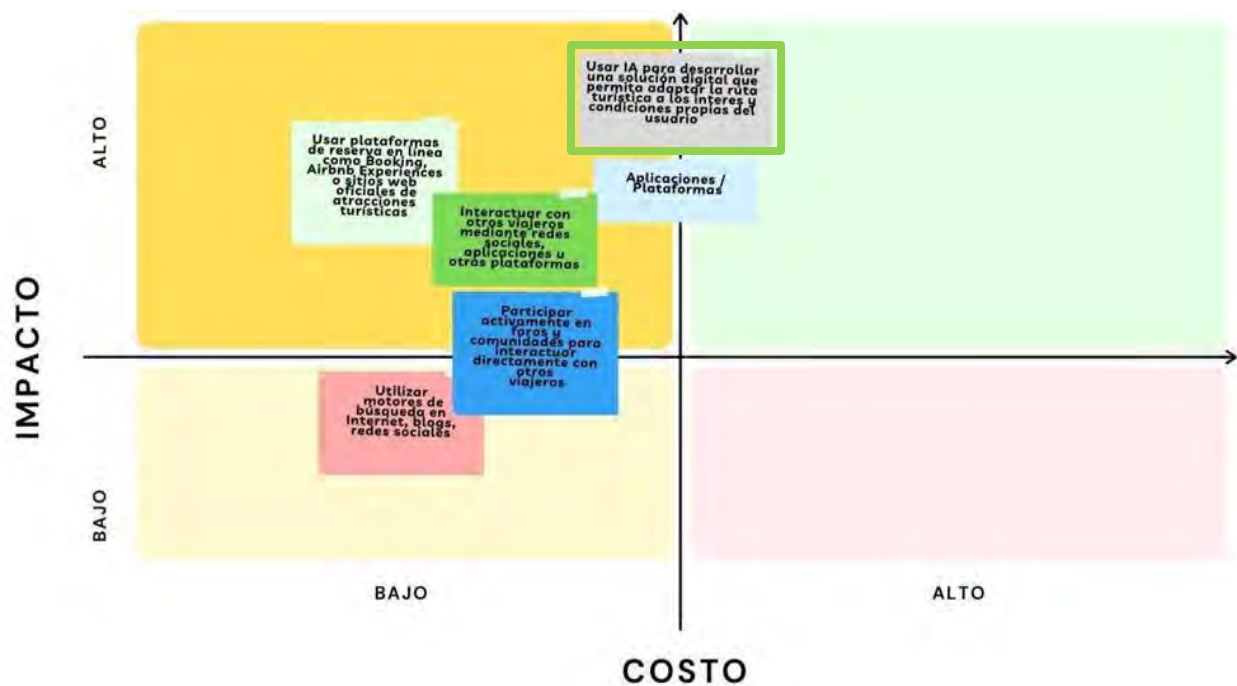 Usar IA para desarrollar
una solución digital que
permita adaptar la ruta
turística a los interes y
condiciones propias del
usuario
ALTO
Usar plataformas
de reserva en línea
como Booking,
Airbnb Experiences
o sitios web
oficiales de
atracciones
turísticas
Aplicaciones /
Plataformas
Interactuar con
otros viajeros
mediante redes
sociales,
aplicaciones u
otras plataformas
IMPACTO
Participar
activamente en
foros y
comunidades para
interactuar
directamente con
otros
viajeros
Utilizar
motores de
búsqueda en
Internet, blogs,
redes sociales
BAJO
BAJO
ALTO
COSTO